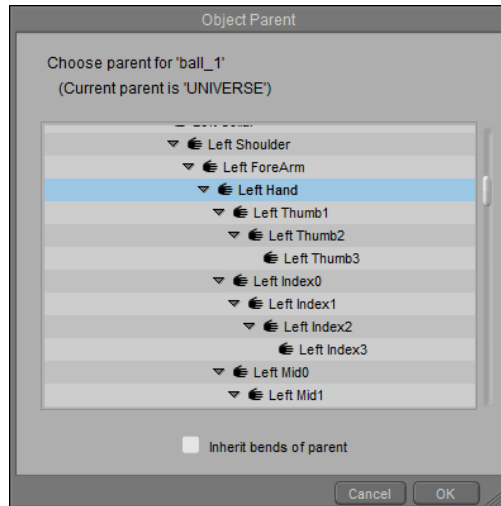 Object Parent
Choose parent for 'ball_1'
(Current parent is 'UNIVERSE')
Left Shoulder
Left ForeArm
Left Hand
Left Thumb1
Left Thumb2
Left Thumb3
Left Index0
Left Index1
Left Index2
Left Index3
Left Mid0
Left Mid1
Inherit bends of parent
Cancel OK